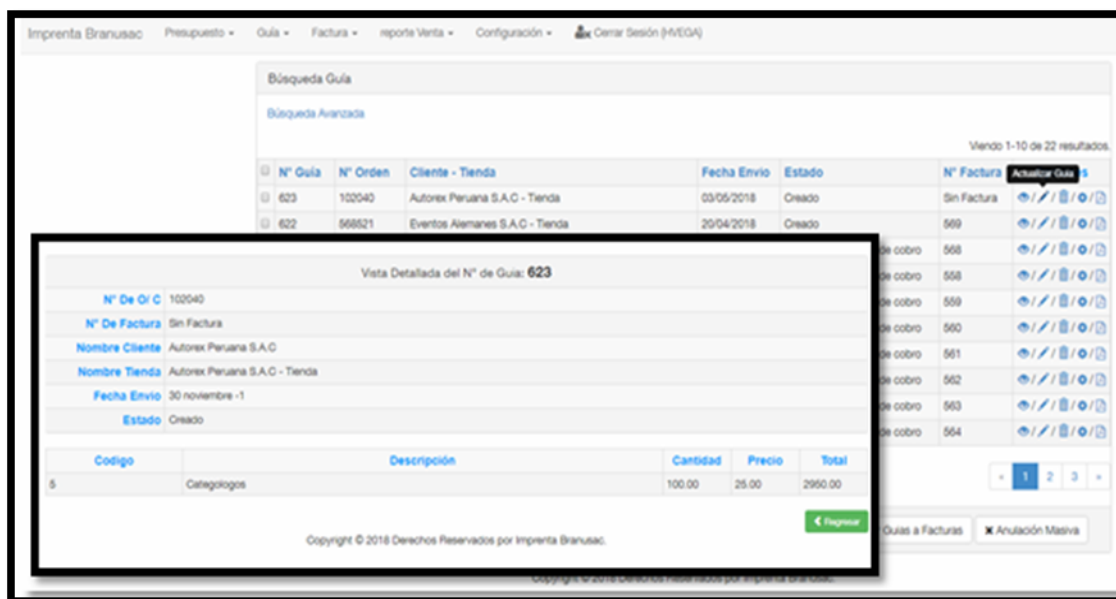 Imprenta Branusac Presupuesto Guía Factura reporte Venta Configuración Cerrar Sesión (HVEGA)
Búsqueda Guía
Búsqueda Avanzada
Viendo 1-10 de 22 resultados.
N° Guía N° Orden Cliente - Tienda Fecha Envio Estado N° Factura Actualizar Guia s
623 102040 Autorex Peruana S.A.C - Tienda 03/05/2018 Creado Sin Factura
622 568521 Eventos Alemanes S.A.C - Tienda 20/04/2018 Creado 569
de cobro 568
de cobro 558
de cobro 559
de cobro 560
de cobro 561
de cobro 562
de cobro 563
de cobro 564
« 1 2 3 »
Guias a Facturas Anulación Masiva
Copyright © 2018 Derechos Reservados por Imprenta Branusac.
Vista Detallada del N° de Guia: 623
N° De O/ C 102040
N° De Factura Sin Factura
Nombre Cliente Autorex Peruana S.A.C
Nombre Tienda Autorex Peruana S.A.C - Tienda
Fecha Envio 30 noviembre -1
Estado Creado
Codigo Descripción Cantidad Precio Total
5 Categologos 100.00 25.00 2950.00
Regresar
Copyright © 2018 Derechos Reservados por Imprenta Branusac.